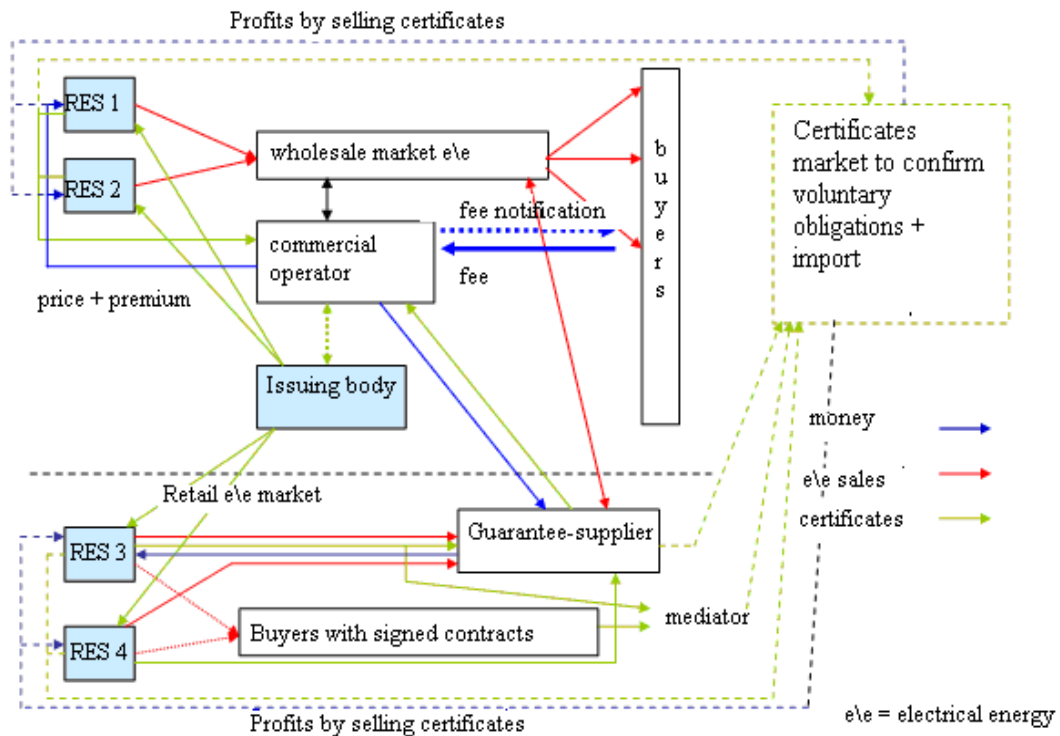 Profits by selling certificates
RES 1
RES 2
wholesale market e\e
commercial
operator
fee notification
fee
b
u
y
e
r
s
Certificates
market to confirm
voluntary
obligations +
import
price + premium
Issuing body
money
e\e sales
certificates
Retail e\e market
RES 3
RES 4
Guarantee-supplier
Buyers with signed contracts
mediator
Profits by selling certificates
e\e = electrical energy